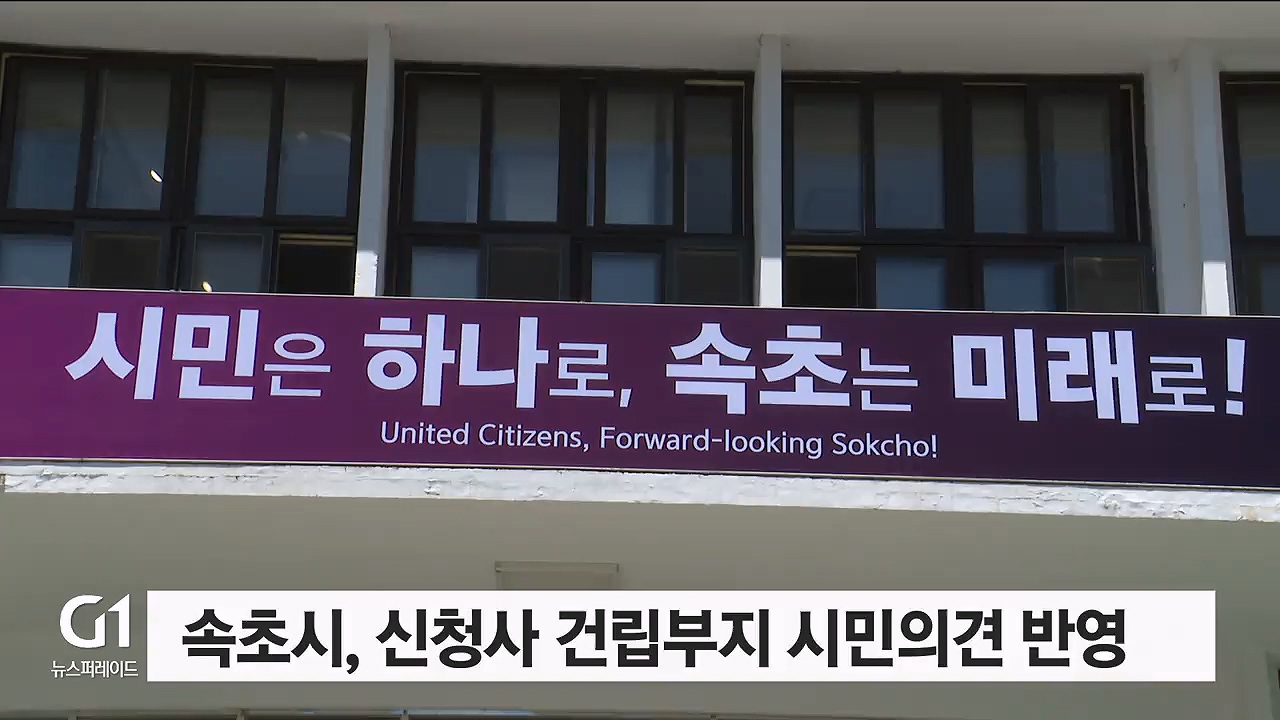 시민은 하나로, 속초는 미래로!
United Citizens, Forward-looking Sokcho!
G1
뉴스퍼레이드
속초시, 신청사 건립부지 시민의견 반영